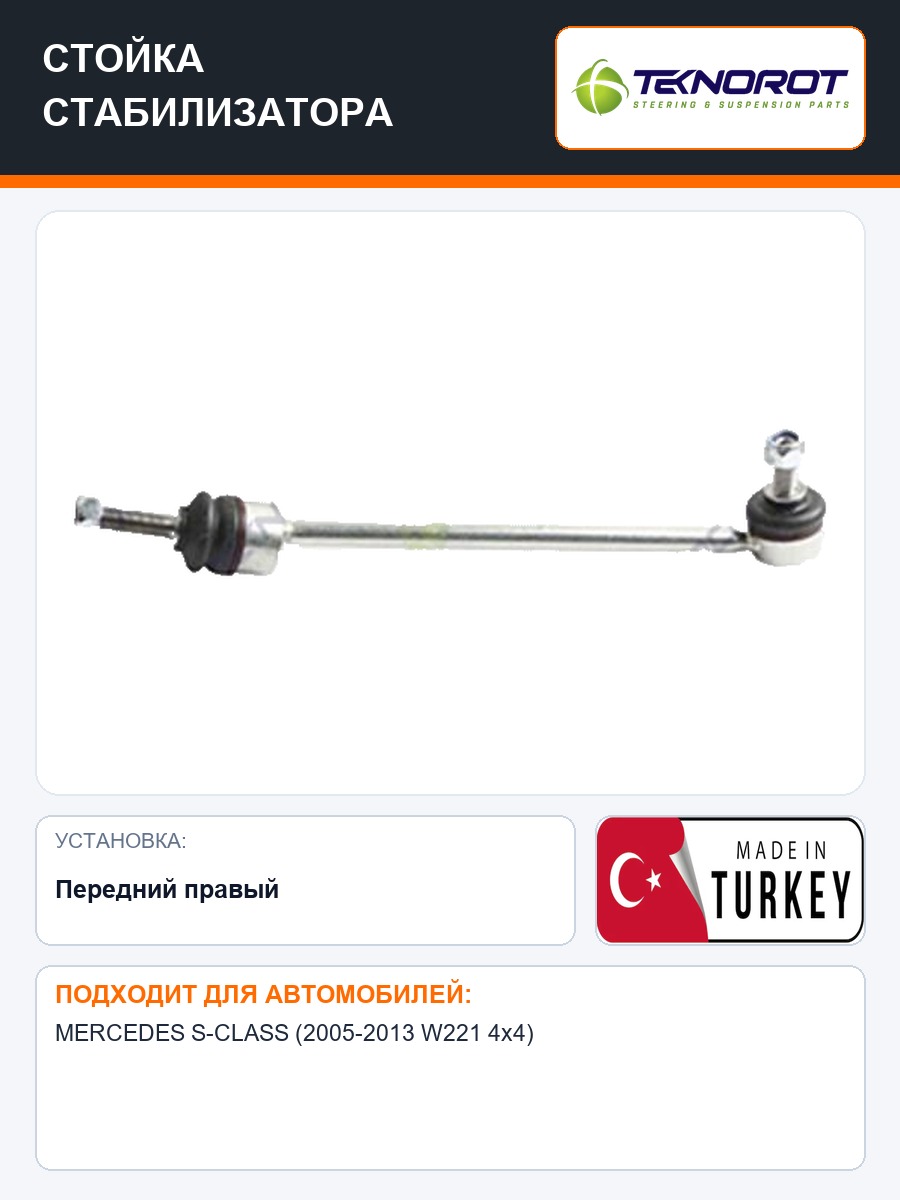 СТОЙКА
СТАБИЛИЗАТОРА
TEKNOROT
STEERING & SUSPENSION PARTS
УСТАНОВКА:
Передний правый
MADE IN
TURKEY
ПОДХОДИТ ДЛЯ АВТОМОБИЛЕЙ:
MERCEDES S-CLASS (2005-2013 W221 4x4)